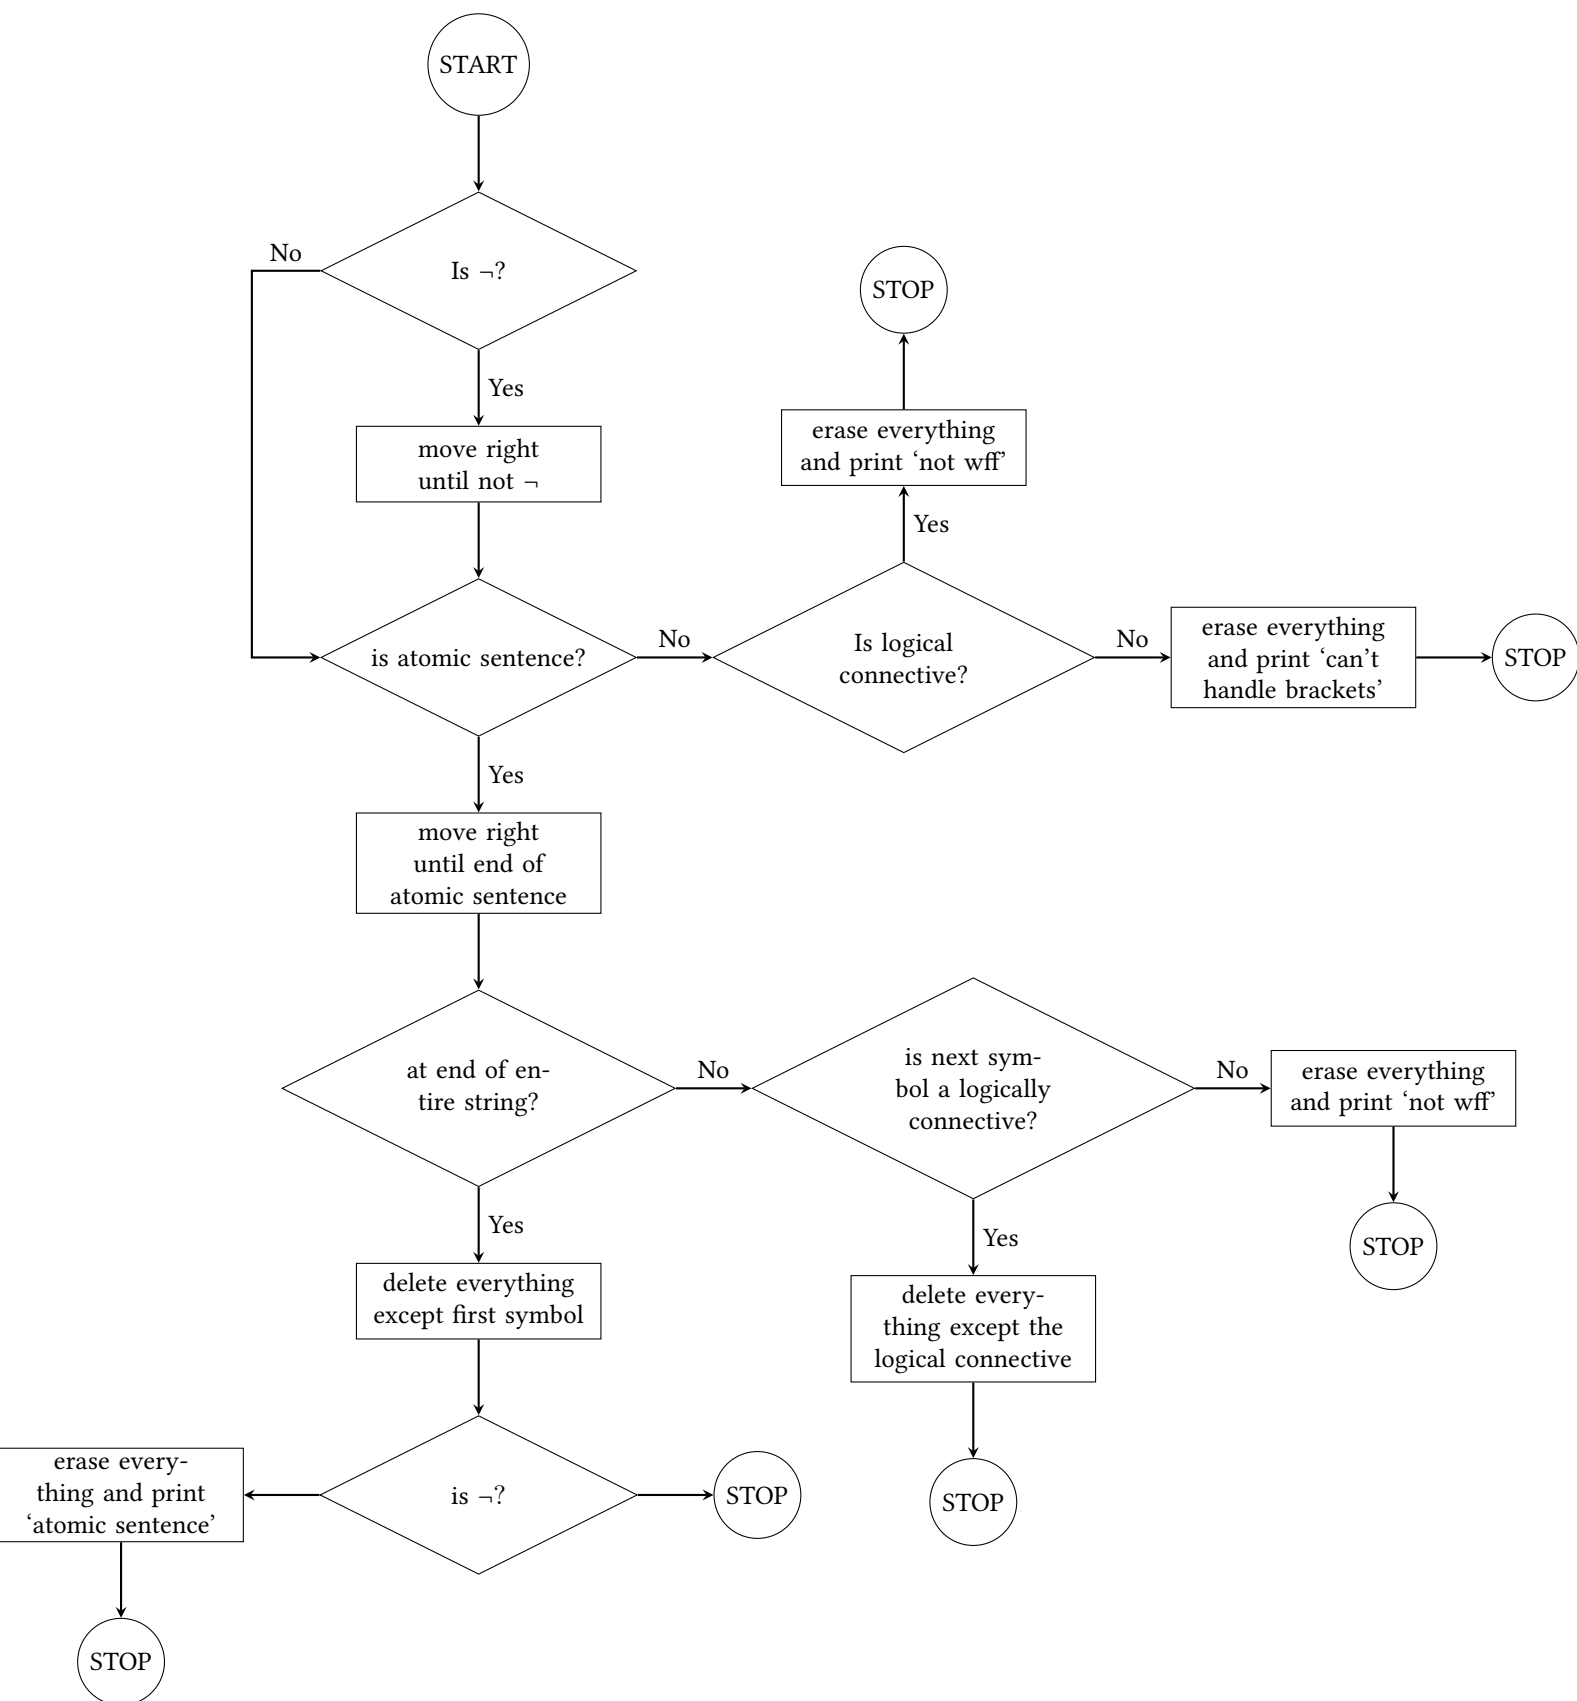 START
No
Is ¬?
STOP
Yes
erase everything
and print ‘not wff’
move right
until not ¬
Yes
is atomic sentence?
No
Is logical
connective?
No
erase everything
and print ‘can’t
handle brackets’
STOP
Yes
move right
until end of
atomic sentence
at end of en-
tire string?
No
is next sym-
bol a logically
connective?
No
erase everything
and print ‘not wff’
STOP
Yes
Yes
delete everything
except first symbol
delete every-
thing except the
logical connective
erase every-
thing and print
‘atomic sentence’
is ¬?
STOP
STOP
STOP